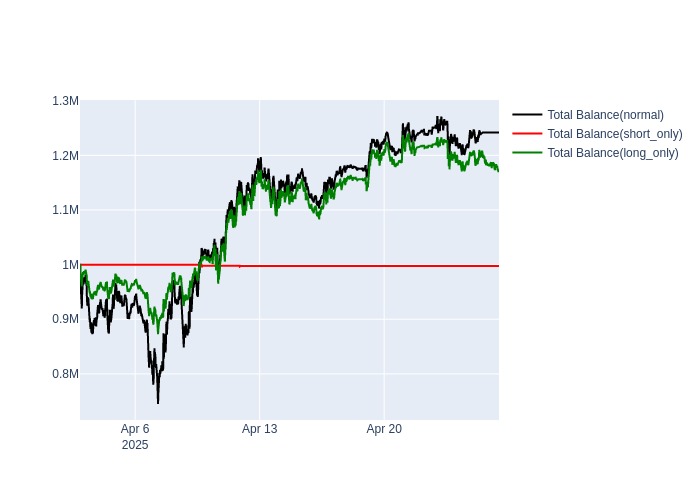 1.3M
1.2M
1.1M
1M
0.9M
0.8M
Apr 6
2025
Apr 13
Apr 20
Total Balance(normal)
Total Balance(short_only)
Total Balance(long_only)